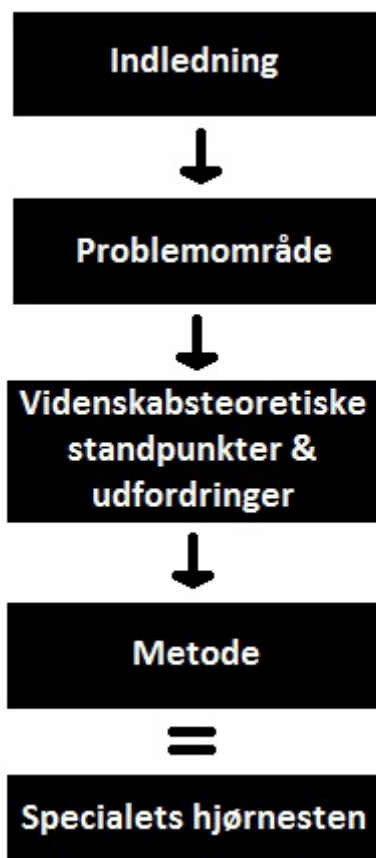 Indledning
Problemområde
Videnskabsteoretiske
standpunkter &
udfordringer
Metode
=
Specialets hjørnesten